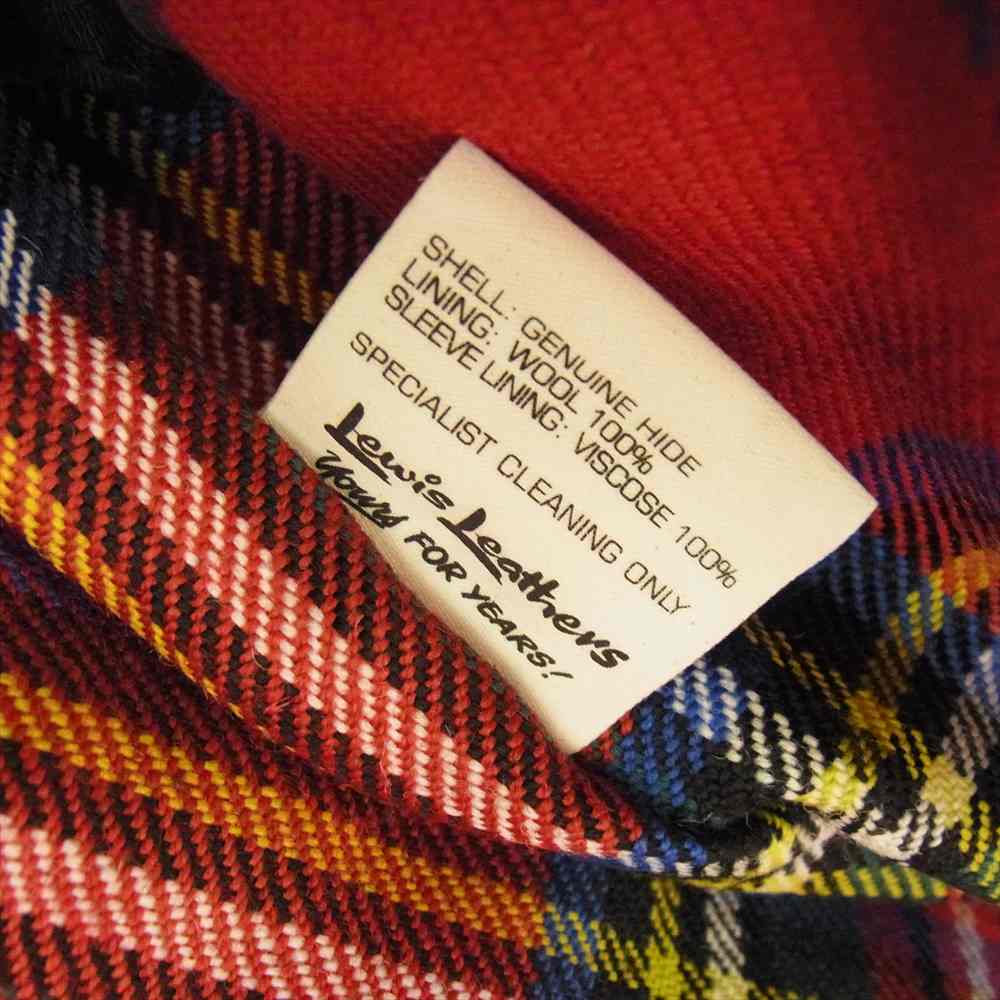 SHELL: GENUINE HIDE
LINING: WOOL 100%
SLEEVE LINING: VISCOSE 100%
SPECIALIST CLEANING ONLY
Lewis Leathers
Yours FOR YEARS!